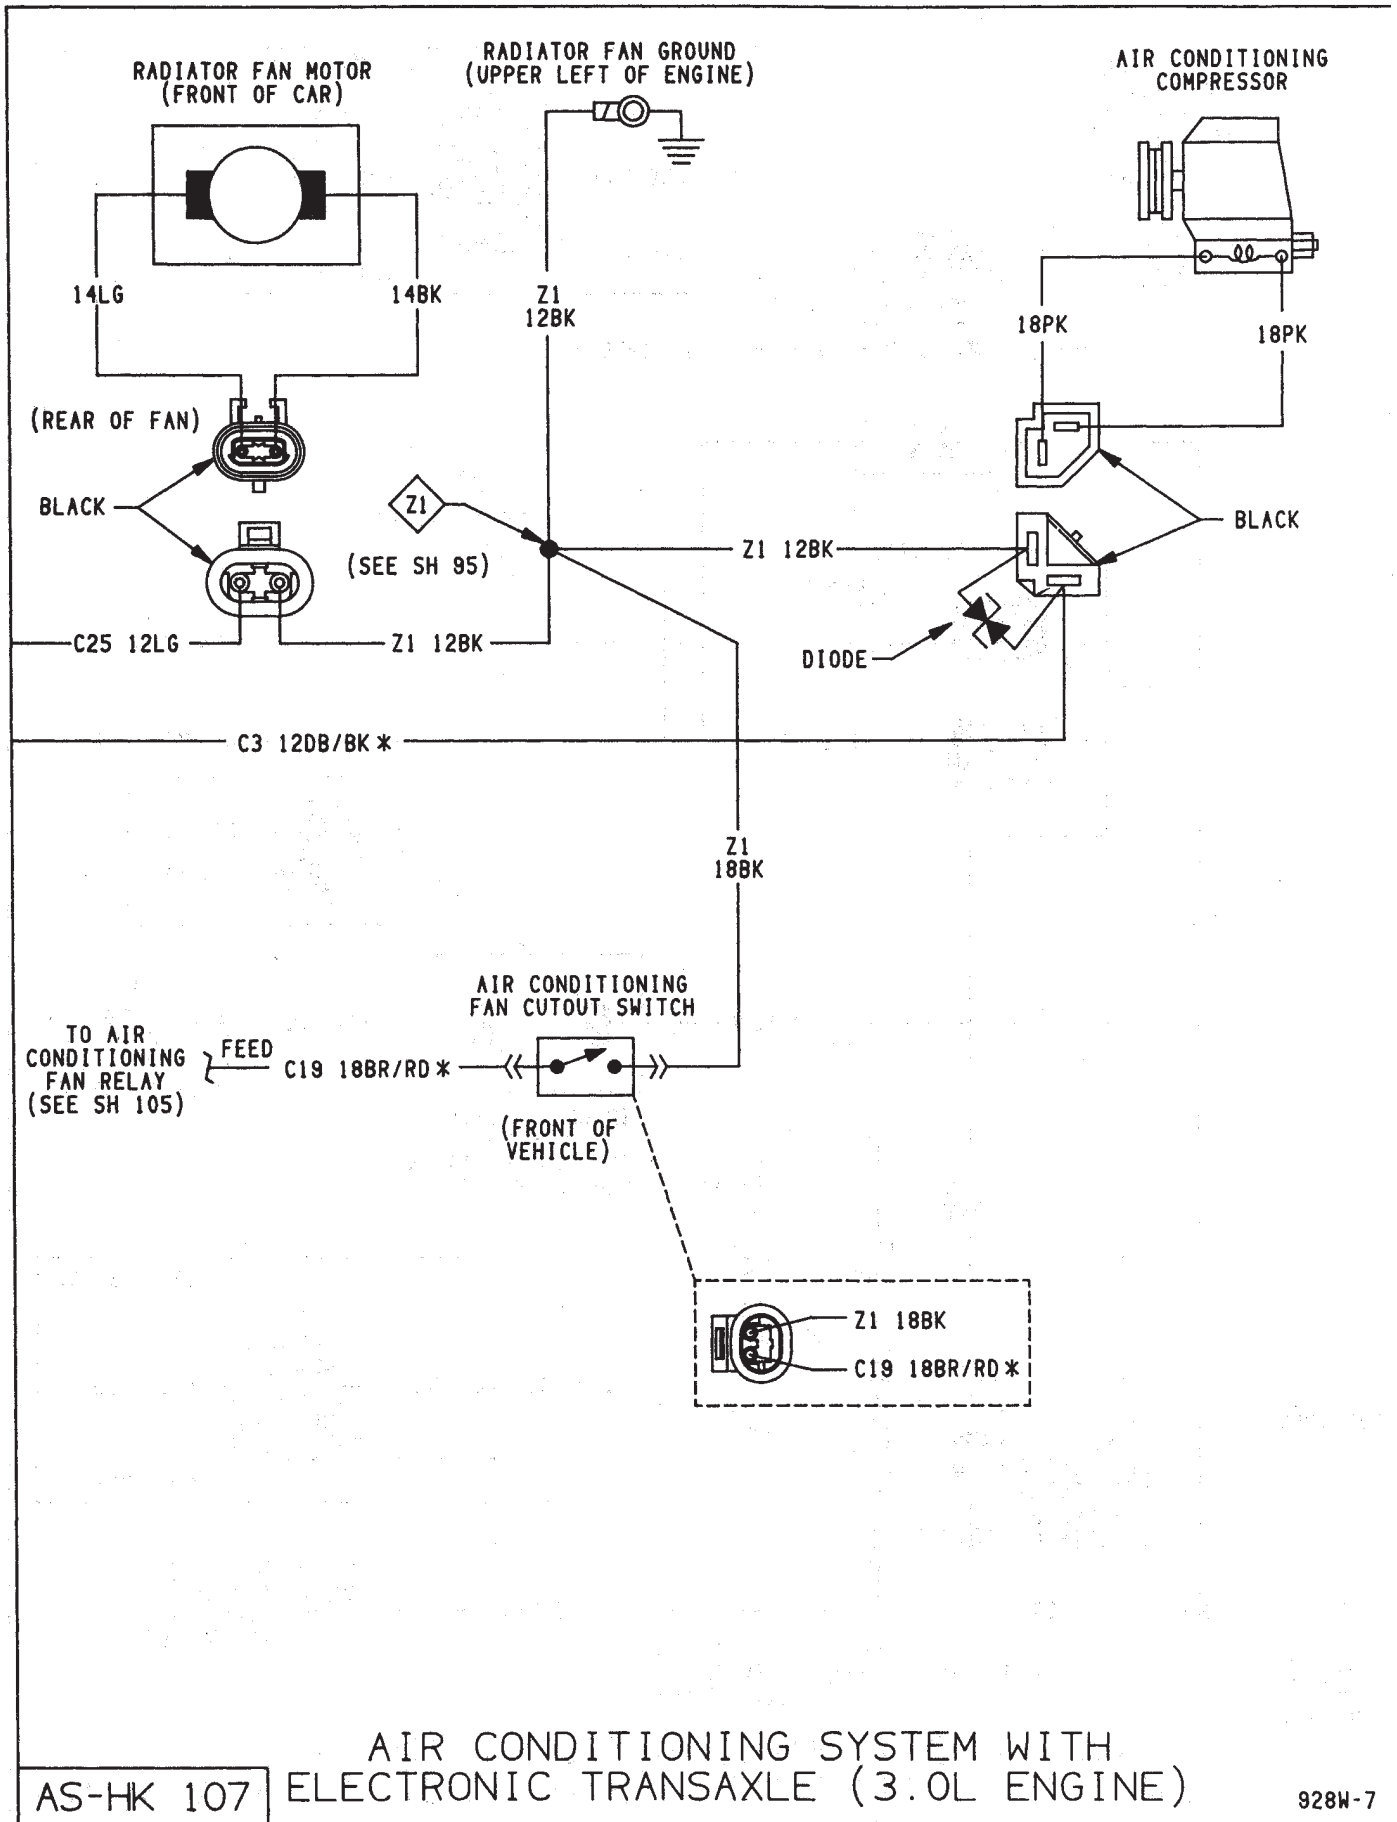 RADIATOR FAN MOTOR
(FRONT OF CAR)
RADIATOR FAN GROUND
(UPPER LEFT OF ENGINE)
AIR CONDITIONING
COMPRESSOR
14LG
14BK
Z1
12BK
18PK
18PK
(REAR OF FAN)
BLACK
Z1
(SEE SH 95)
Z1 12BK
BLACK
C25 12LG
Z1 12BK
DIODE
C3 12DB/BK*
Z1
18BK
AIR CONDITIONING
FAN CUTOUT SWITCH
TO AIR
CONDITIONING
FAN RELAY
(SEE SH 105)
FEED
C19 18BR/RD*
(FRONT OF
VEHICLE)
Z1 18BK
C19 18BR/RD*
AIR CONDITIONING SYSTEM WITH
ELECTRONIC TRANSAXLE (3.0L ENGINE)
AS-HK 107
928W-7